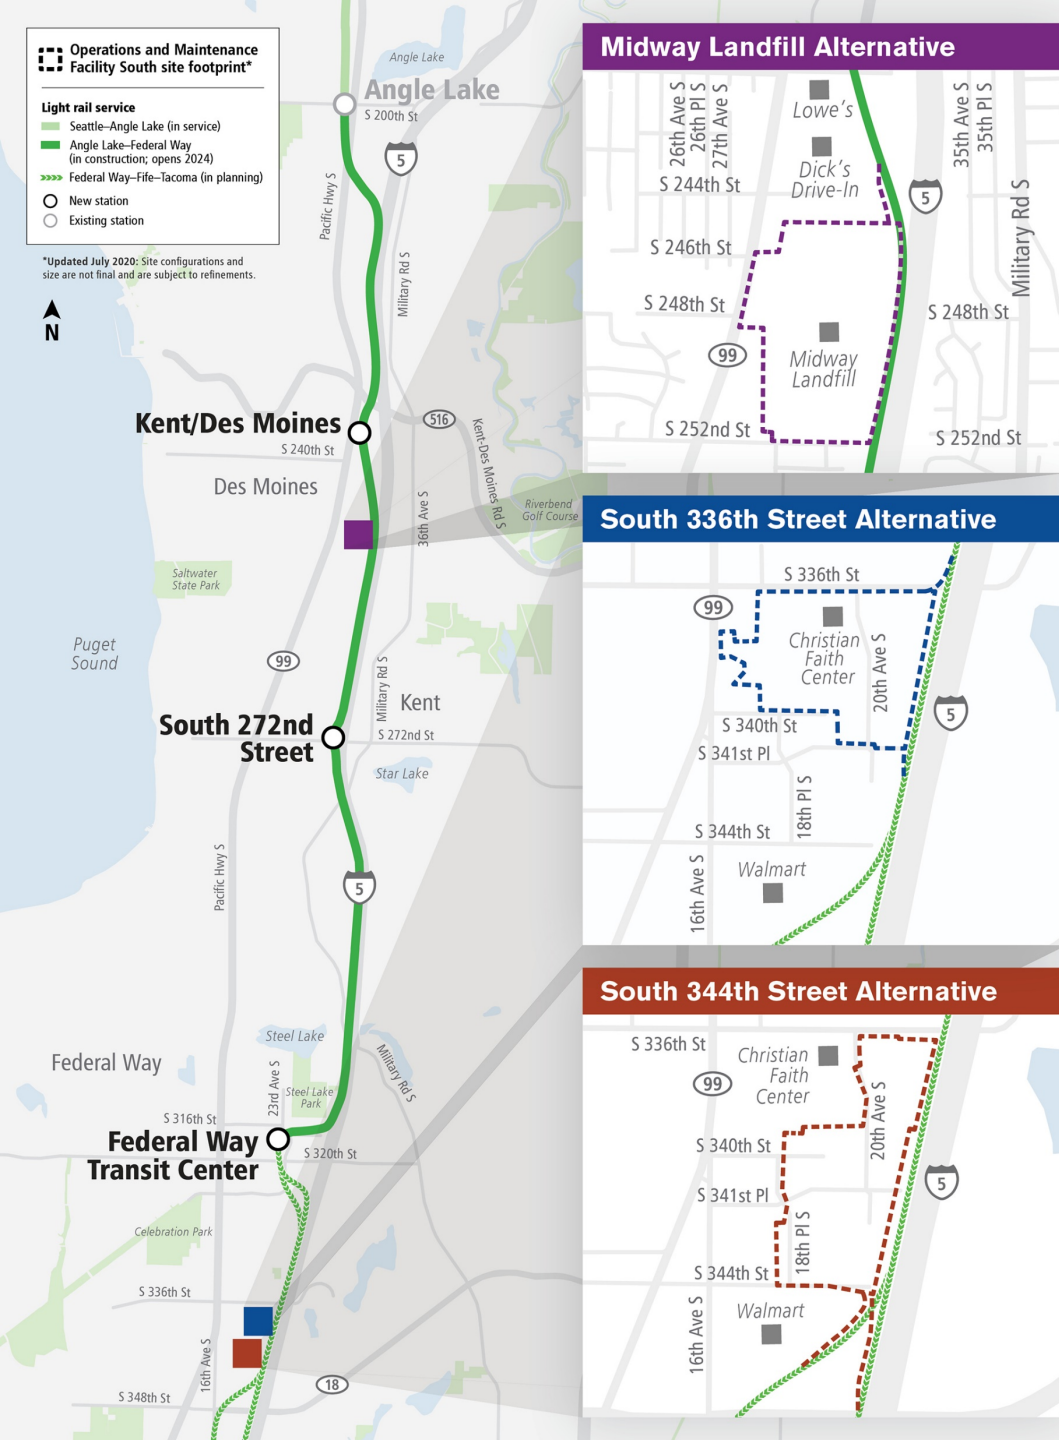 Operations and Maintenance
Facility South site footprint*
Light rail service
Seattle–Angle Lake (in service)
Angle Lake–Federal Way
(in construction; opens 2024)
Federal Way–Fife–Tacoma (in planning)
New station
Existing station
*Updated July 2020: Site configurations and
size are not final and are subject to refinements.
N
Angle Lake
Angle Lake
S 200th St
5
Pacific Hwy S
Military Rd S
Kent/Des Moines
516
S 240th St
Kent-Des Moines Rd S
Des Moines
36th Ave S
Riverbend
Golf Course
Saltwater
State Park
Puget
Sound
99
Military Rd S
Kent
South 272nd
Street
S 272nd St
Star Lake
Pacific Hwy S
5
Steel Lake
Federal Way
23rd Ave S
Steel Lake
Park
Military Rd S
S 316th St
Federal Way
Transit Center
S 320th St
Celebration Park
S 336th St
16th Ave S
18
S 348th St
Midway Landfill Alternative
26th Ave S
26th Pl S
27th Ave S
Lowe's
35th Ave S
35th Pl S
Dick's
Drive-In
S 244th St
5
Military Rd S
S 246th St
S 248th St
S 248th St
99
Midway
Landfill
S 252nd St
S 252nd St
South 336th Street Alternative
S 336th St
99
Christian
Faith
Center
20th Ave S
5
S 340th St
S 341st Pl
18th Pl S
S 344th St
16th Ave S
Walmart
South 344th Street Alternative
S 336th St
Christian
Faith
Center
99
20th Ave S
S 340th St
5
S 341st Pl
18th Pl S
S 344th St
16th Ave S
Walmart